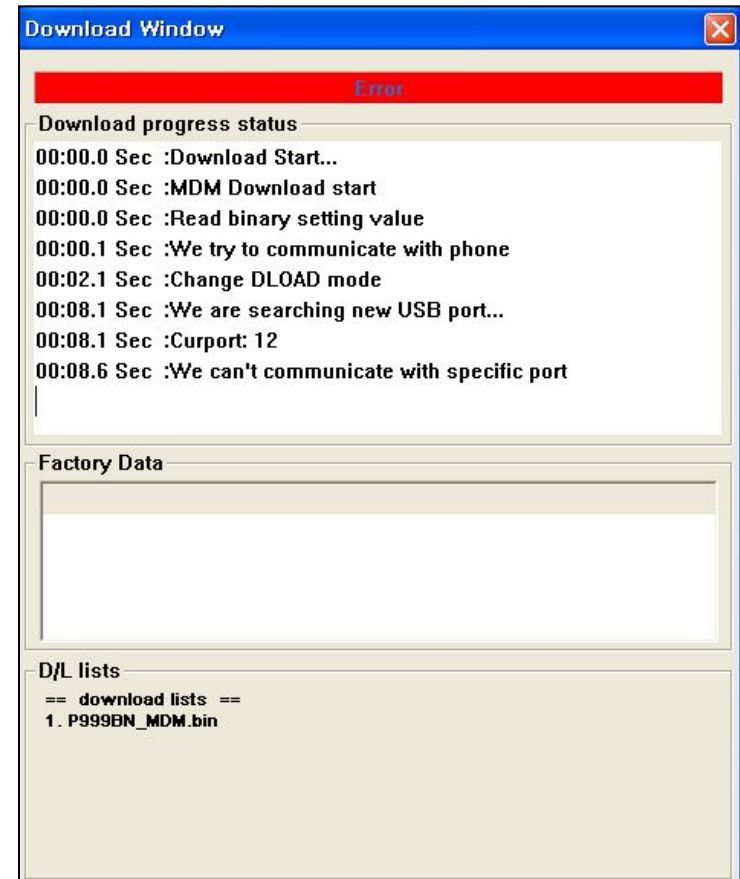 Download Window
Error
Download progress status
00:00.0 Sec :Download Start...
00:00.0 Sec :MDM Download start
00:00.0 Sec :Read binary setting value
00:00.1 Sec :We try to communicate with phone
00:02.1 Sec :Change DLOAD mode
00:08.1 Sec :We are searching new USB port...
00:08.1 Sec :Curport: 12
00:08.6 Sec :We can't communicate with specific port
Factory Data
D/L lists
== download lists ==
1. P999BN_MDM.bin